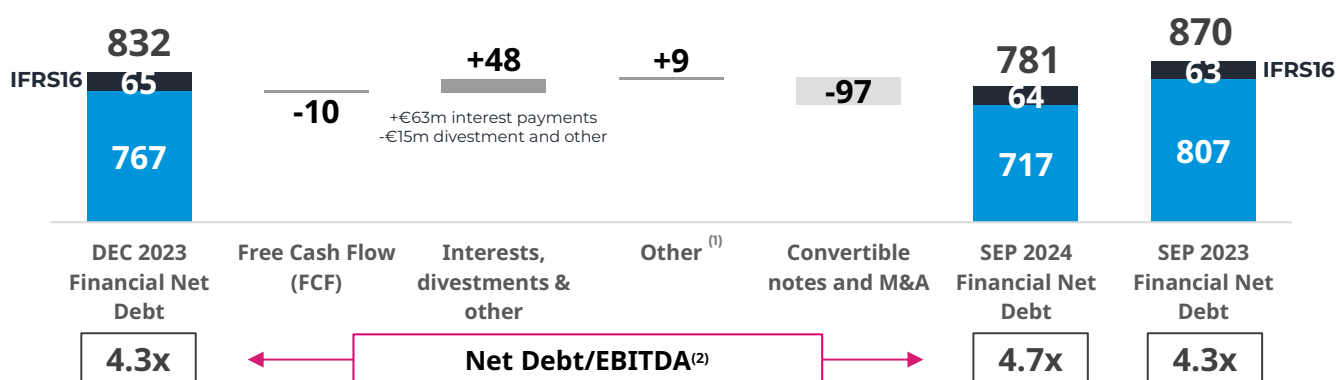 832
IFRS16
65
767
-10
+48
+€63m interest payments
-€15m divestment and other
+9
-97
781
64
717
870
63
IFRS16
807
DEC 2023
Financial Net
Debt
Free Cash Flow
(FCF)
Interests,
divestments &
other
Other (1)
Convertible
notes and M&A
SEP 2024
Financial Net
Debt
SEP 2023
Financial Net
Debt
4.3x
Net Debt/EBITDA(2)
4.7x
4.3x